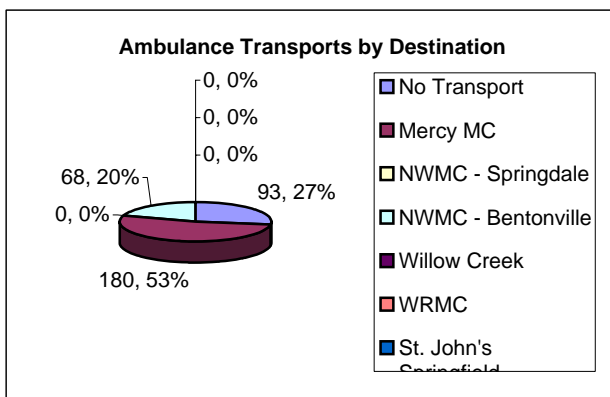 Ambulance Transports by Destination
0, 0%
0, 0%
0, 0%
68, 20%
93, 27%
0, 0%
180, 53%
No Transport
Mercy MC
NWMC - Springdale
NWMC - Bentonville
Willow Creek
WRMC
St. John's
Springfield